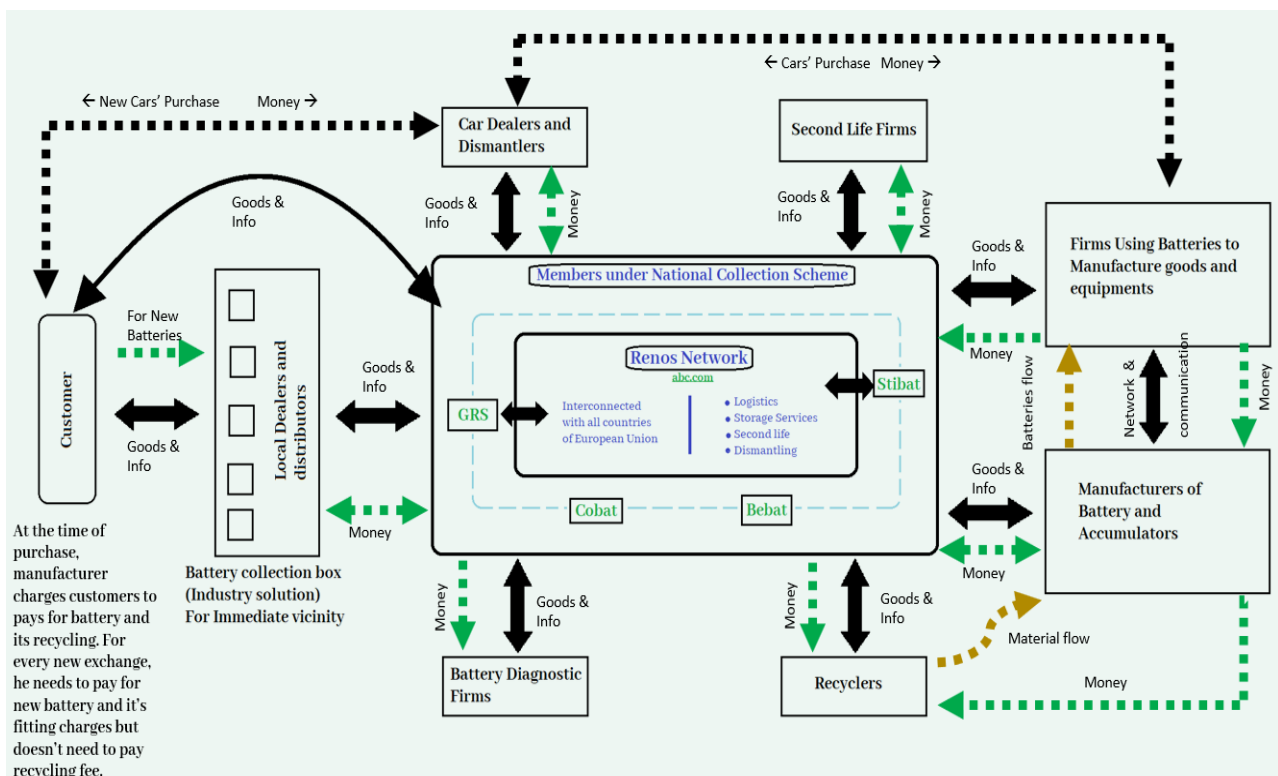 ← Cars' Purchase Money →
← New Cars' Purchase Money →
Car Dealers and
Dismantlers
Second Life Firms
Goods &
Info
Goods &
Info
Money
Goods &
Info
Money
Firms Using Batteries to
Manufacture goods and
equipments
Goods &
Info
Members under National Collection Scheme
For New
Batteries
Money
Renos Network
abc.com
Stibat
GRS
Interconnected
with all countries
of European Union
● Logistics
● Storage Services
● Second life
● Dismantling
Goods &
Info
Customer
Local Dealers and
distributors
Goods &
Info
Batteries flow
Network &
communication
Money
Goods &
Info
Manufacturers of
Battery and
Accumulators
Cobat
Bebat
Money
Money
At the time of
purchase,
manufacturer
charges customers to
pays for battery and
its recycling. For
every new exchange,
he needs to pay for
new battery and it's
fitting charges but
doesn't need to pay
recycling fee.
Battery collection box
(Industry solution)
For Immediate vicinity
Money
Goods &
Info
Money
Goods &
Info
Material flow
Battery Diagnostic
Firms
Recyclers
Money